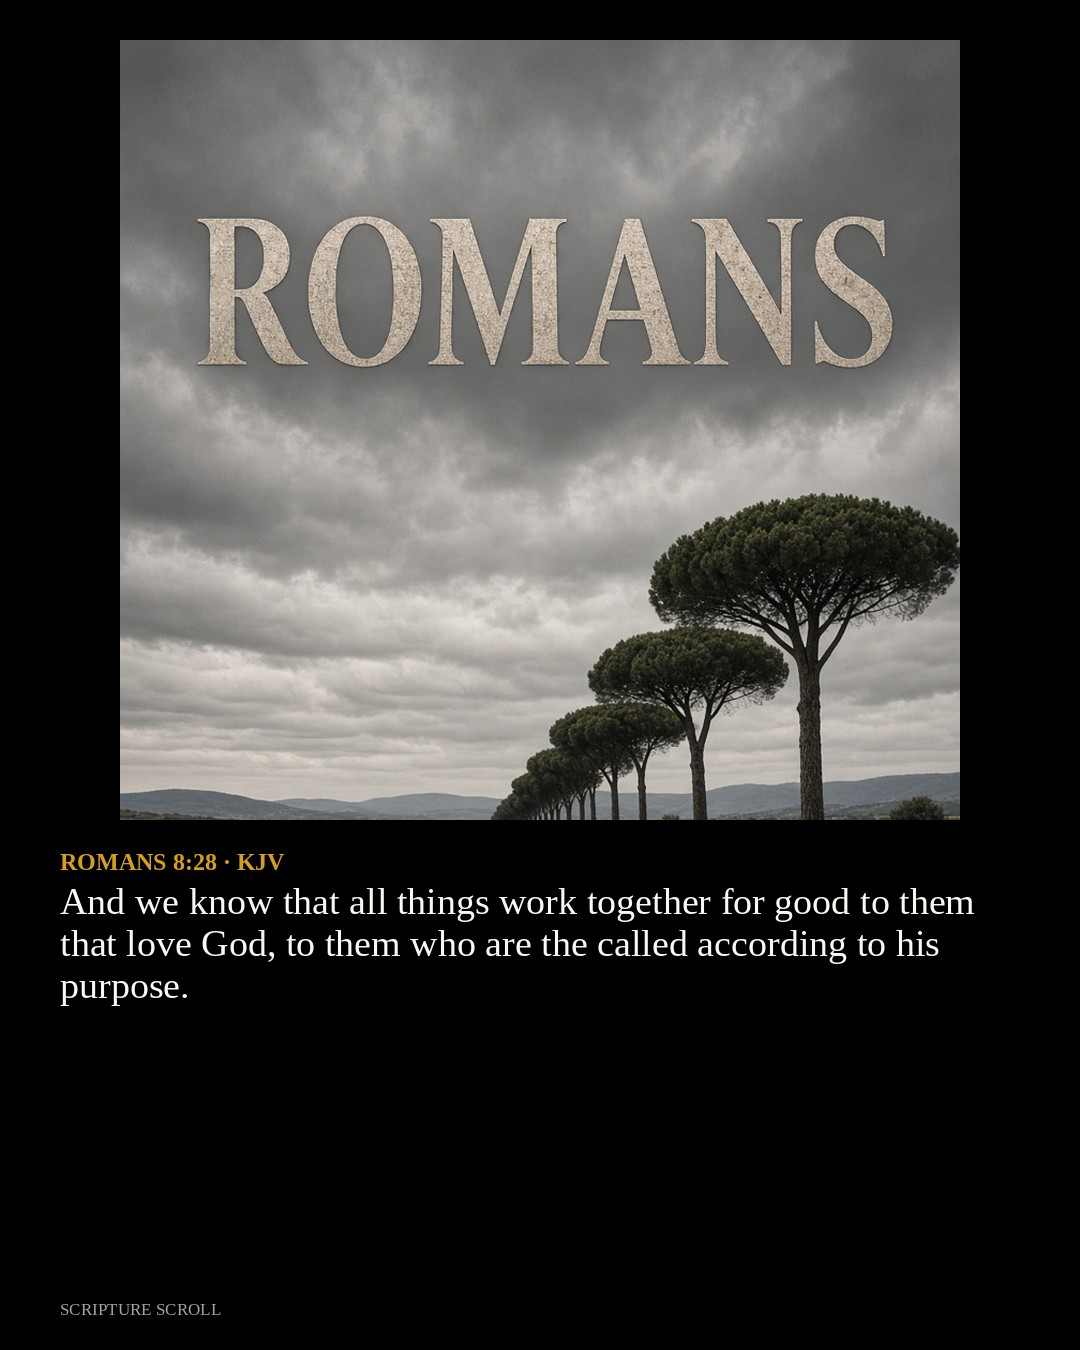 ROMANS
ROMANS 8:28 · KJV
And we know that all things work together for good to them
that love God, to them who are the called according to his
purpose.
SCRIPTURE SCROLL